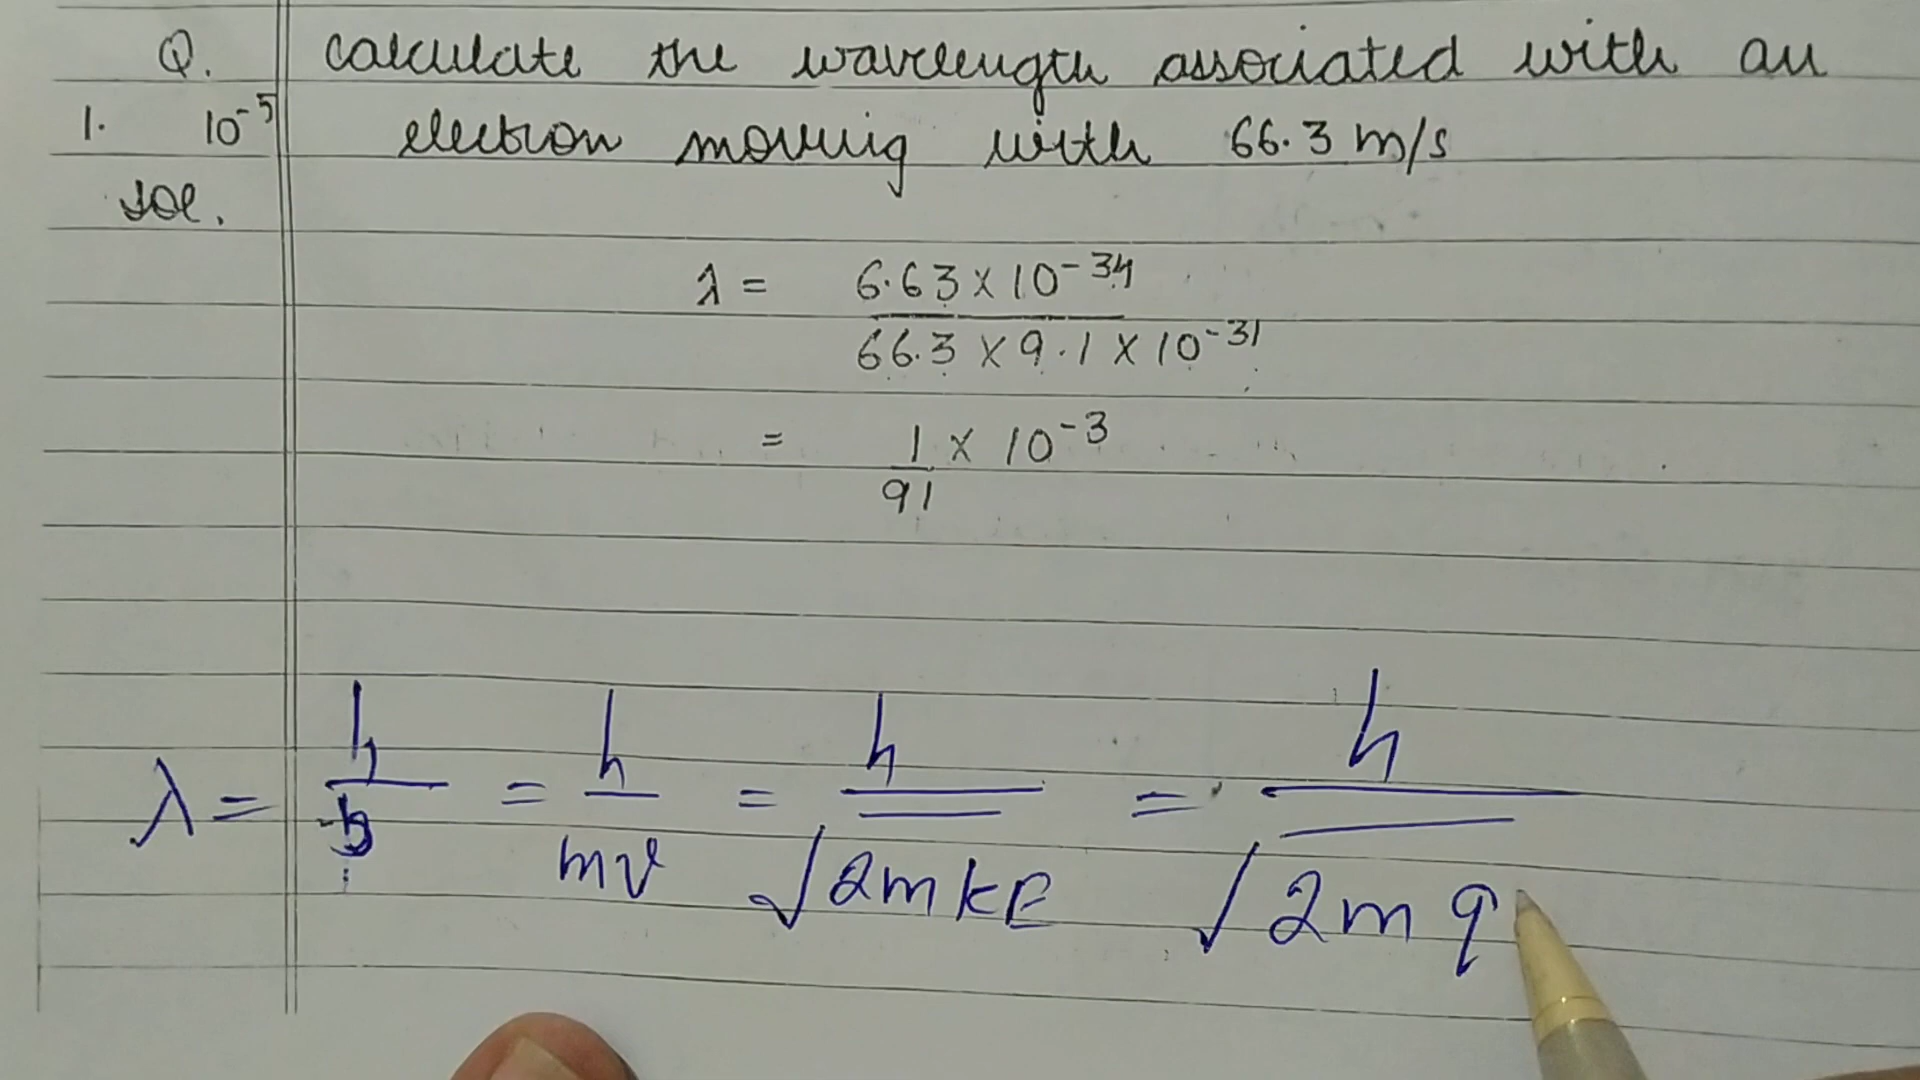 Q. calculate the wavelength associated with an
1. 10⁻⁵ electron moving with 66.3 m/s
Sol.
λ = 6.63 × 10⁻³⁴
66.3 × 9.1 × 10⁻³¹
= 1 × 10⁻³
91
h h h h
λ = = = =
mv √2mKE √2mq